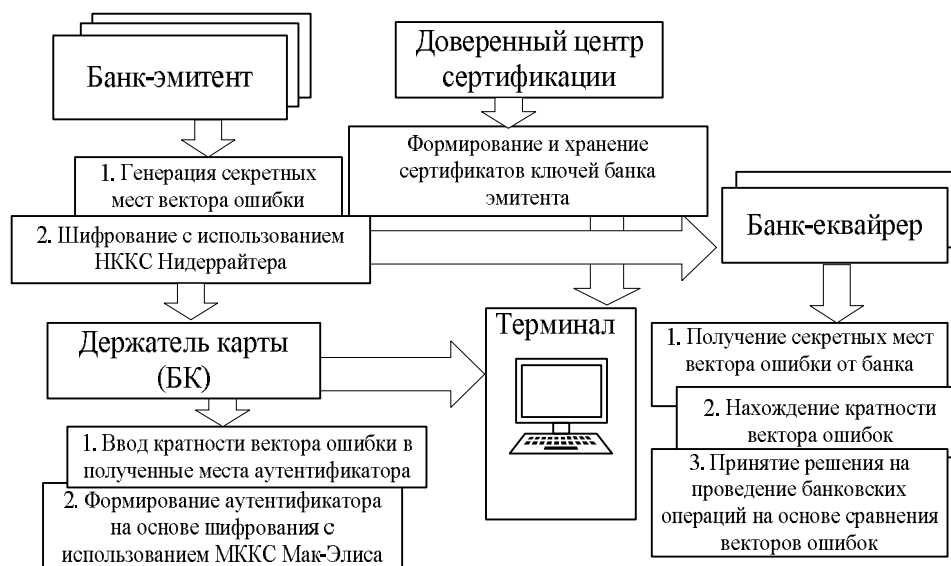 Банк-эмитент
Доверенный центр
сертификации
1. Генерация секретных
мест вектора ошибки
2. Шифрование с использованием
НККС Нидеррайтера
Формирование и хранение
сертификатов ключей банка
эмитента
Банк-еквайрер
Держатель карты
(БК)
Терминал
1. Получение секретных мест
вектора ошибки от банка
2. Нахождение кратности
вектора ошибок
3. Принятие решения на
проведение банковских
операций на основе сравнения
векторов ошибок
1. Ввод кратности вектора ошибки в
полученные места аутентификатора
2. Формирование аутентификатора
на основе шифрования с
использованием МККС Мак-Элиса